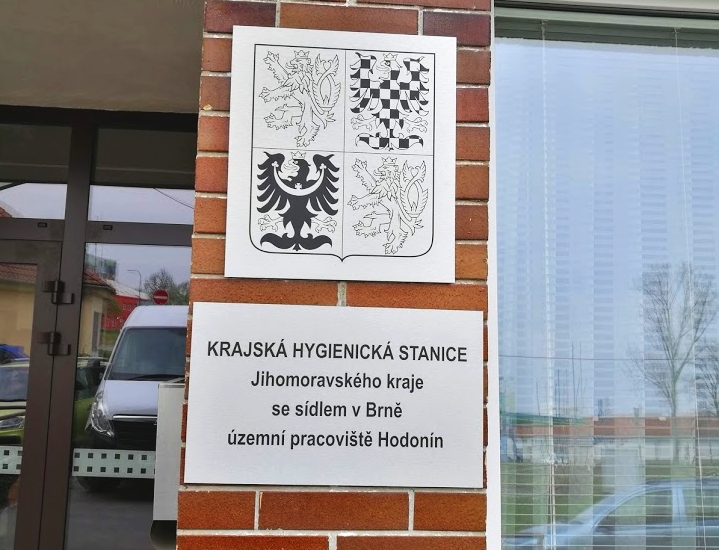 KRAJSKÁ HYGIENICKÁ STANICE
Jihomoravského kraje
se sídlem v Brně
územní pracoviště Hodonín